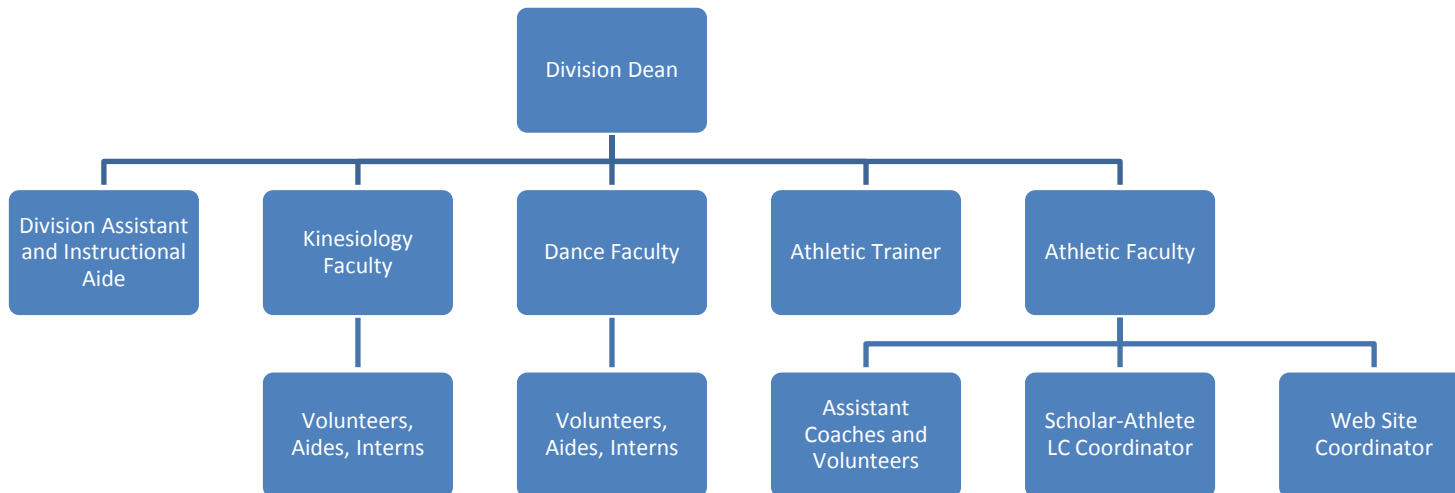 Division Dean
Division Assistant
and Instructional
Aide
Kinesiology
Faculty
Dance Faculty
Athletic Trainer
Athletic Faculty
Volunteers,
Aides, Interns
Volunteers,
Aides, Interns
Assistant
Coaches and
Volunteers
Scholar-Athlete
LC Coordinator
Web Site
Coordinator